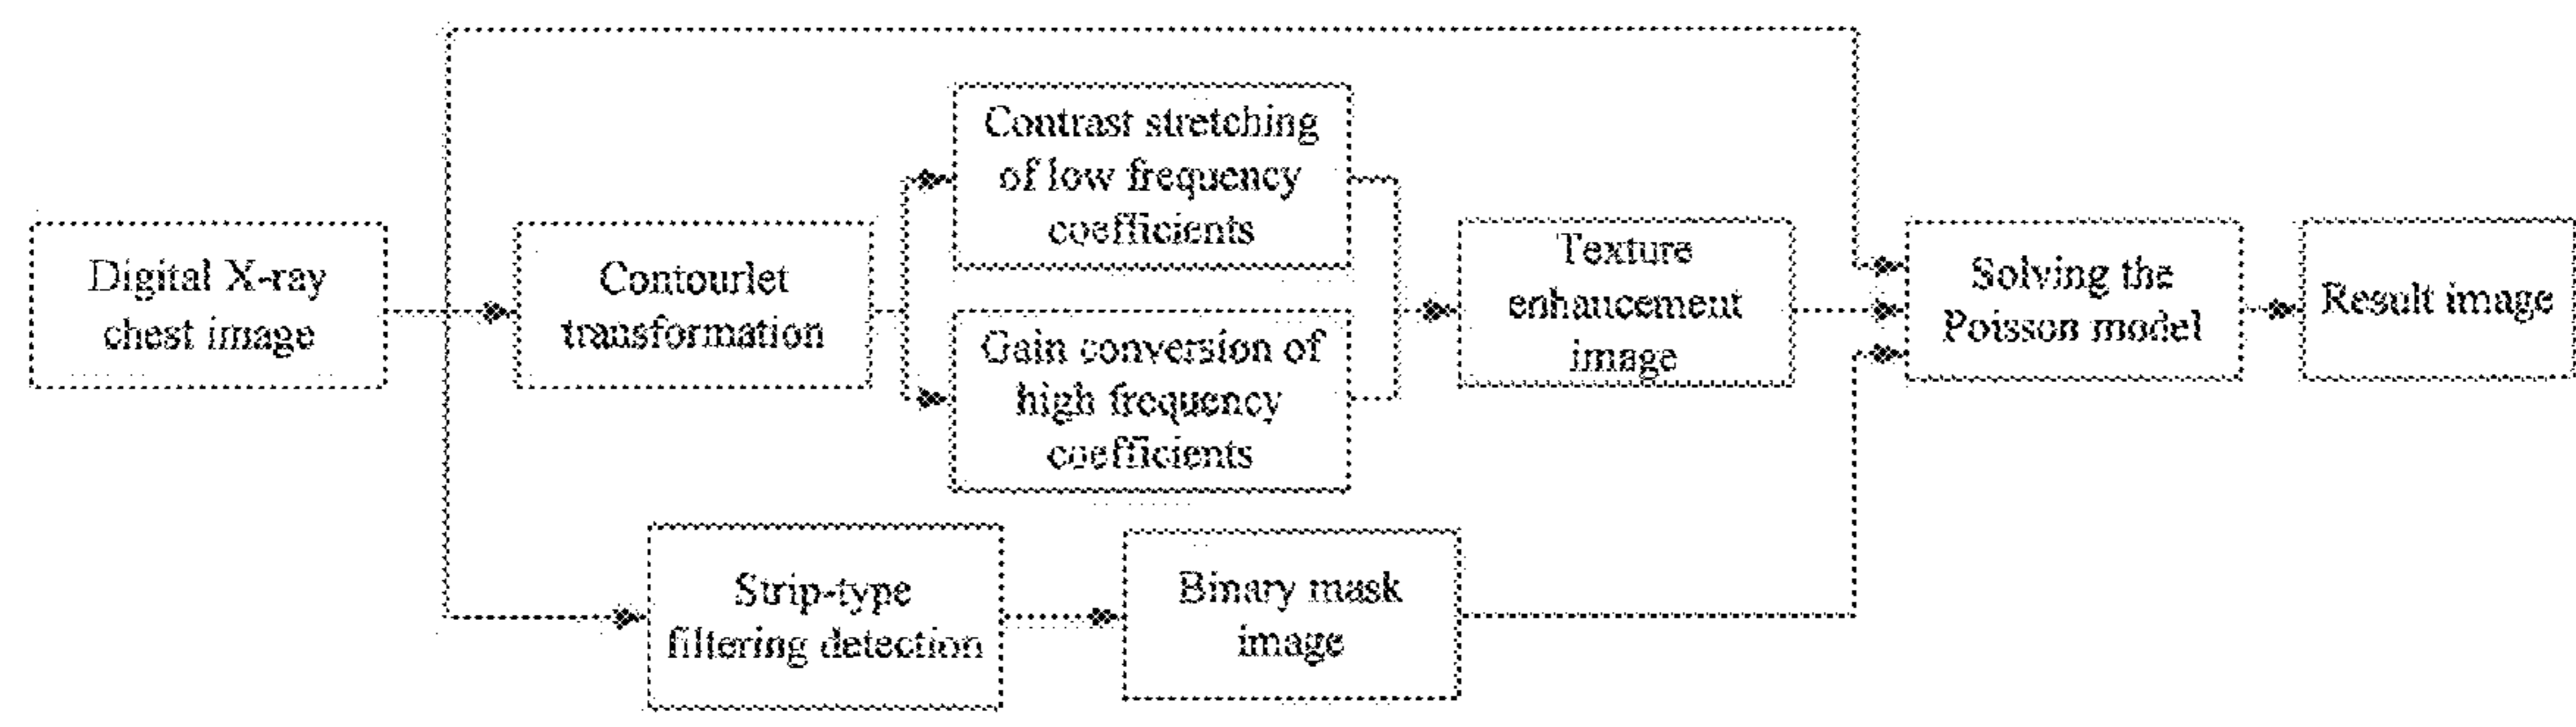 Digital X-ray
chest image
Contourlet
transformation
Contrast stretching
of low frequency
coefficients
Gain conversion of
high frequency
coefficients
Texture
enhancement
image
Solving the
Poisson model
Result image
Strip-type
filtering detection
Binary mask
image